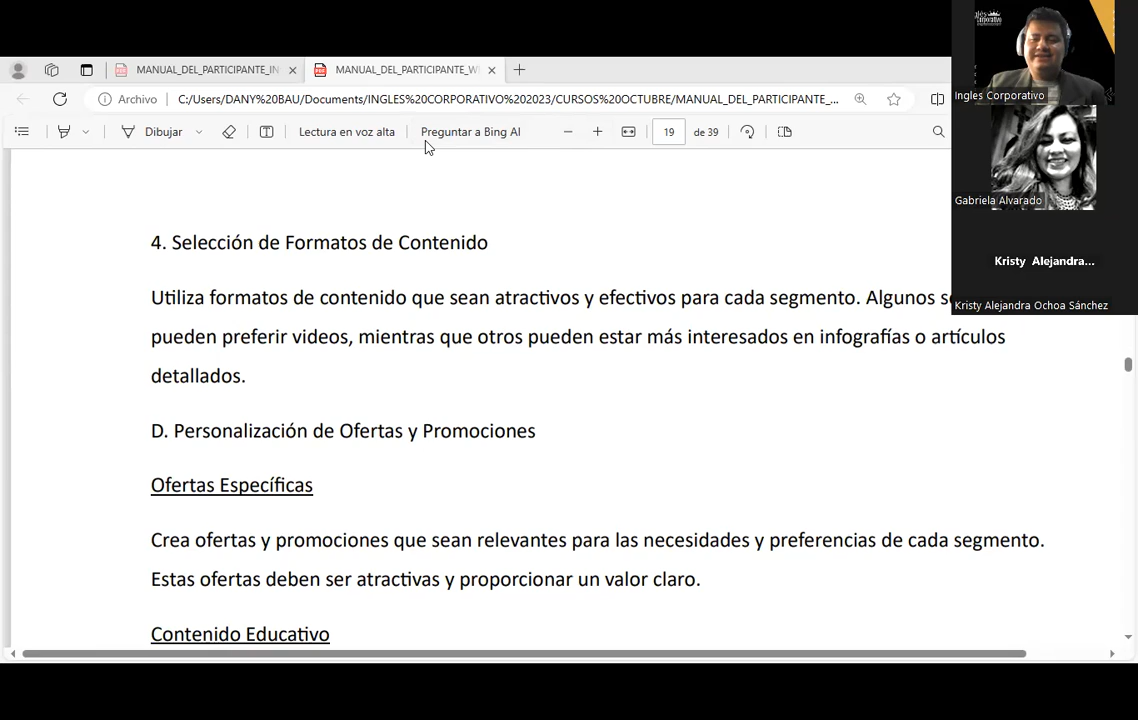 MANUAL_DEL_PARTICIPANTE_IN
MANUAL_DEL_PARTICIPANTE_W
Archivo
C:/Users/DANY%20BAU/Documents/INGLES%20CORPORATIVO%202023/CURSOS%20OCTUBRE/MANUAL_DEL_PARTICIPANTE_...
Dibujar
Lectura en voz alta
Preguntar a Bing AI
19
de 39
Ingles Corporativo
Gabriela Alvarado
Kristy Alejandra...
Kristy Alejandra Ochoa Sánchez
4. Selección de Formatos de Contenido
Utiliza formatos de contenido que sean atractivos y efectivos para cada segmento. Algunos
pueden preferir videos, mientras que otros pueden estar más interesados en infografías o artículos
detallados.
D. Personalización de Ofertas y Promociones
Ofertas Específicas
Crea ofertas y promociones que sean relevantes para las necesidades y preferencias de cada segmento.
Estas ofertas deben ser atractivas y proporcionar un valor claro.
Contenido Educativo